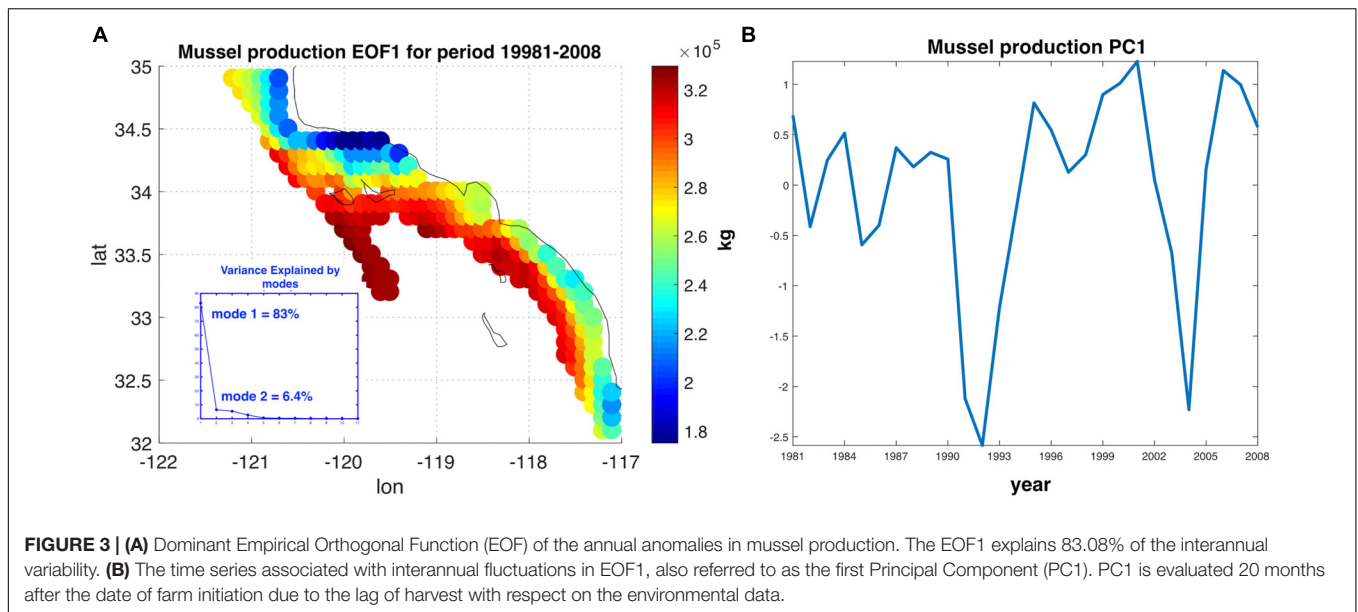 A
Mussel production EOF1 for period 19981-2008
35
34.5
34
33.5
33
32.5
32
lat
-122
-121
-120
-119
-118
-117
lon
Variance Explained by
modes
mode 1 = 83%
mode 2 = 6.4%
×10⁵
3.2
3
2.8
2.6
2.4
2.2
2
1.8
kg
B
Mussel production PC1
1
0.5
0
-0.5
-1
-1.5
-2
-2.5
1981
1984
1987
1990
1993
1996
1999
2002
2005
2008
year
FIGURE 3 | (A) Dominant Empirical Orthogonal Function (EOF) of the annual anomalies in mussel production. The EOF1 explains 83.08% of the interannual
variability. (B) The time series associated with interannual fluctuations in EOF1, also referred to as the first Principal Component (PC1). PC1 is evaluated 20 months
after the date of farm initiation due to the lag of harvest with respect on the environmental data.